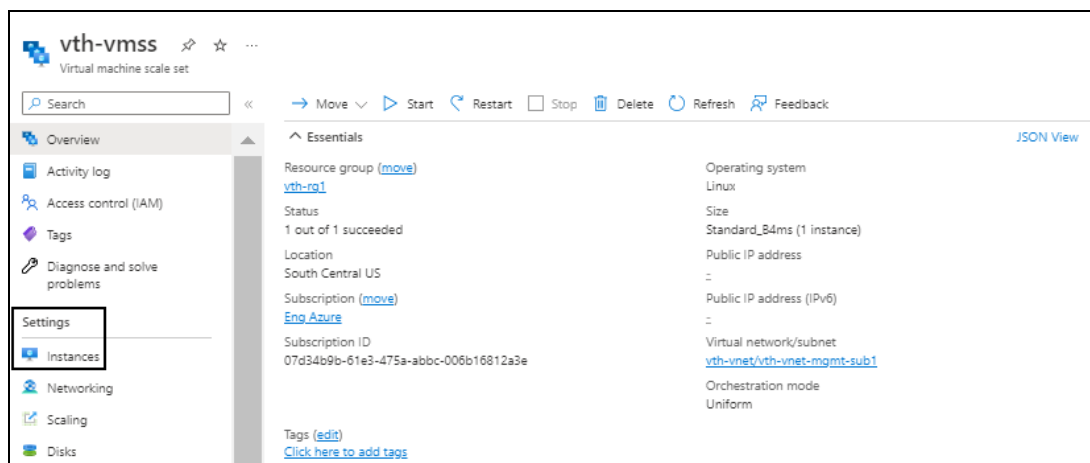 vth-vmss
Virtual machine scale set
Search
Overview
Activity log
Access control (IAM)
Tags
Diagnose and solve
problems
Settings
Instances
Networking
Scaling
Disks
Move
Start
Restart
Stop
Delete
Refresh
Feedback
Essentials
JSON View
Resource group (move)
vth-rg1
Status
1 out of 1 succeeded
Location
South Central US
Subscription (move)
Eng Azure
Subscription ID
07d34b9b-61e3-475a-abbc-006b16812a3e
Operating system
Linux
Size
Standard_B4ms (1 instance)
Public IP address
-
Public IP address (IPv6)
-
Virtual network/subnet
vth-vnet/vth-vnet-mgmt-sub1
Orchestration mode
Uniform
Tags (edit)
Click here to add tags